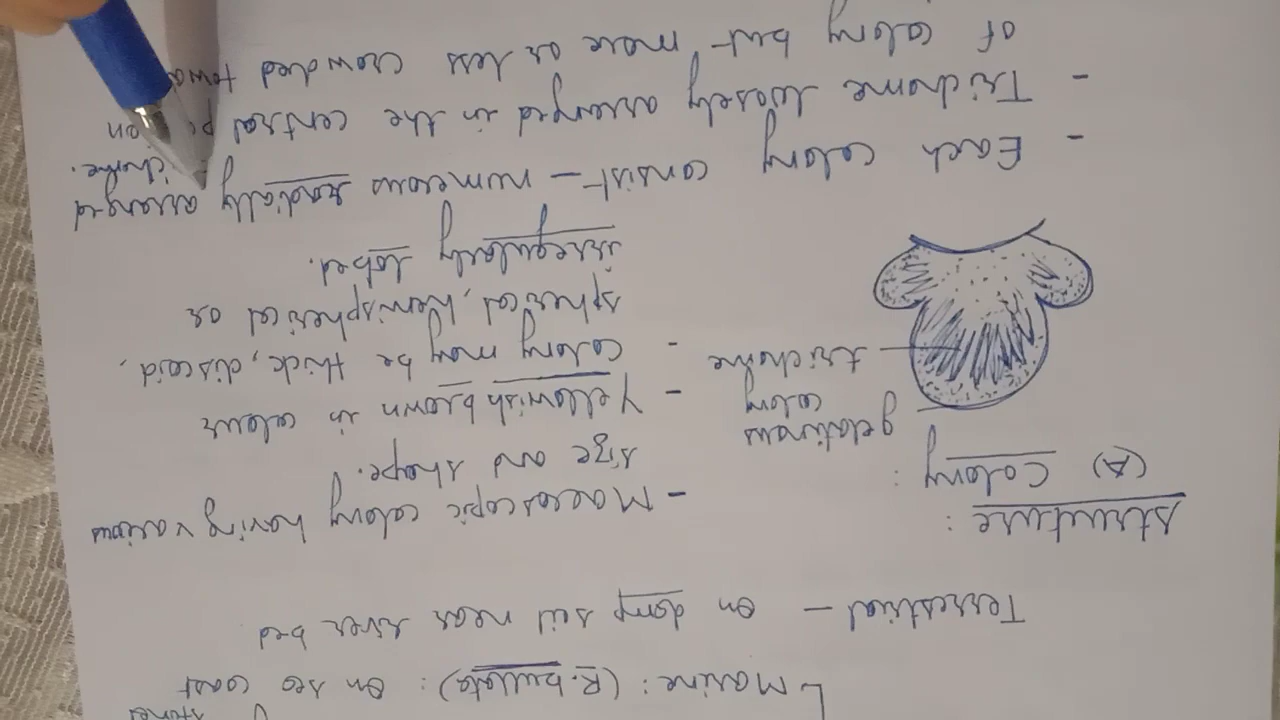 stones
L Marine: (R. bullata): on sea coast
Terrestrial - on damp soil near river bed
Structure:
(A) Colony:
- Macroscopic colony having various
size and shape.
- Yellowish brown in colour
- colony may be thick, discoid,
spherical, hemispherical or
irregularly lobed.
gelatinous
colony
trichome
- Each colony consist - numerous radially arranged
- Trichome loosely arranged in the central
of colony but more or less crowded